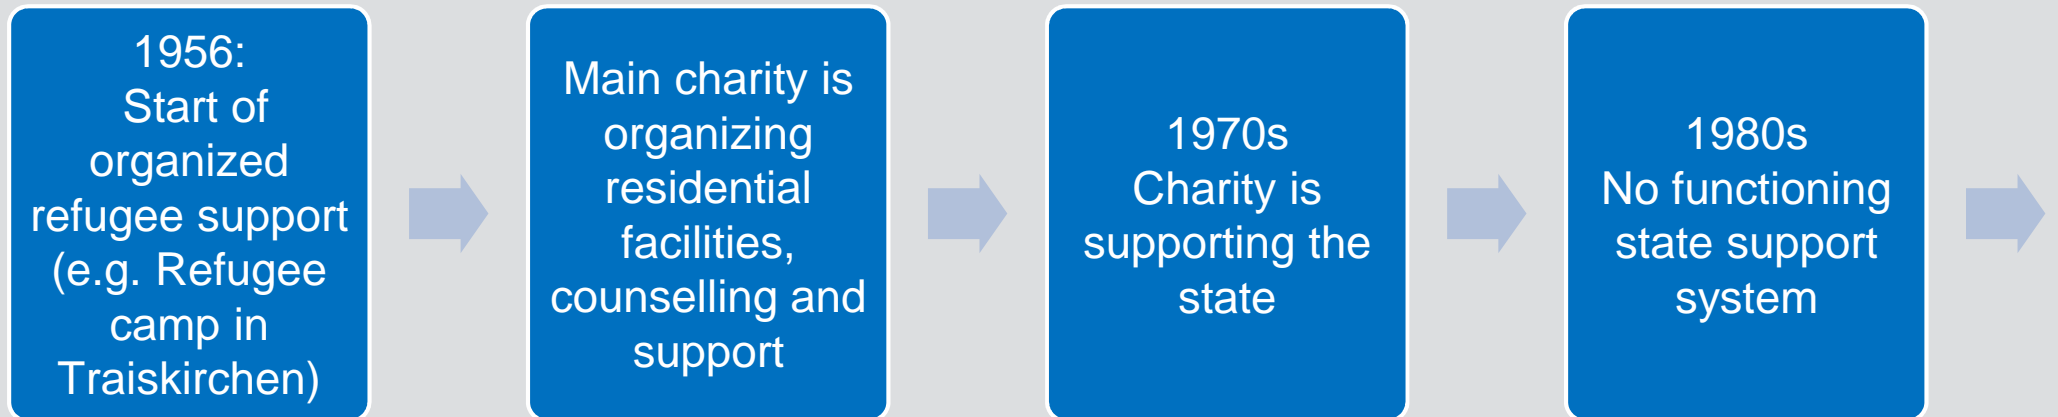 1956:
Start of
organized
refugee support
(e.g. Refugee
camp in
Traiskirchen)
Main charity is
organizing
residential
facilities,
counselling and
support
1970s
Charity is
supporting the
state
1980s
No functioning
state support
system